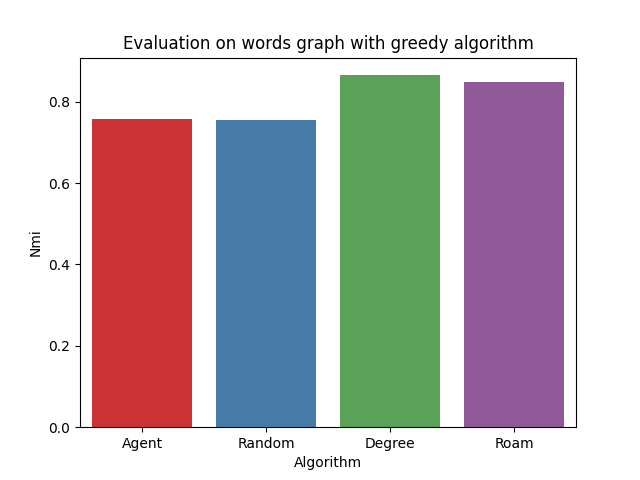 Evaluation on words graph with greedy algorithm
0.8
0.6
0.4
0.2
0.0
Nmi
Agent Random Degree Roam
Algorithm